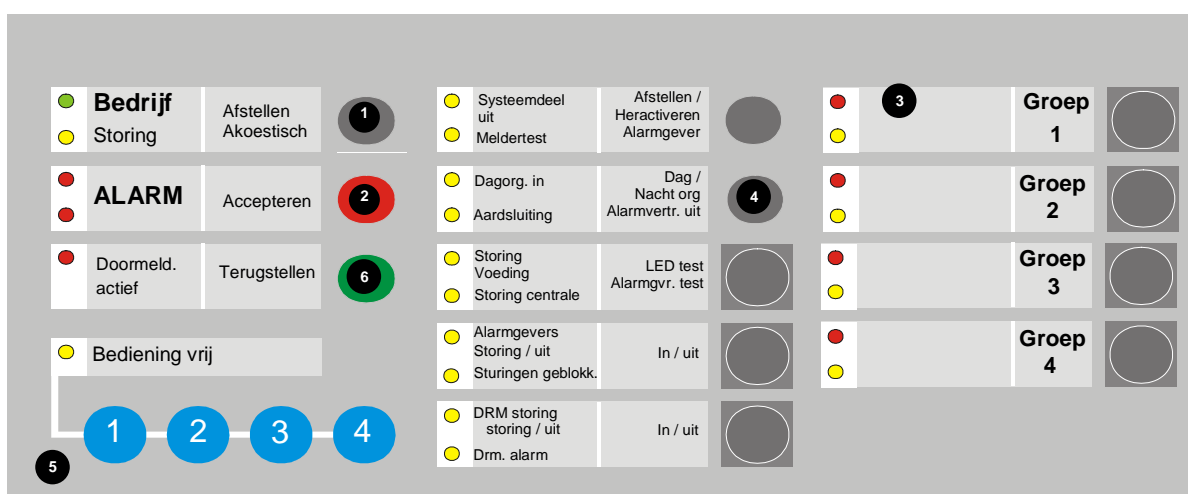 Bedrijf
Storing
Afstellen
Akoestisch
1
ALARM
Accepteren
2
Doormeld.
actief
Terugstellen
6
Bediening vrij
1 2 3 4
5
Systeemdeel
uit
Meldertest
Afstellen /
Heractiveren
Alarmgever
Dagorg. in
Aardsluiting
Dag /
Nacht org
Alarmvertr. uit
4
Storing
Voeding
Storing centrale
LED test
Alarmgvr. test
Alarmgevers
Storing / uit
Sturingen geblokk.
In / uit
DRM storing
storing / uit
Drm. alarm
In / uit
3
Groep
1
Groep
2
Groep
3
Groep
4